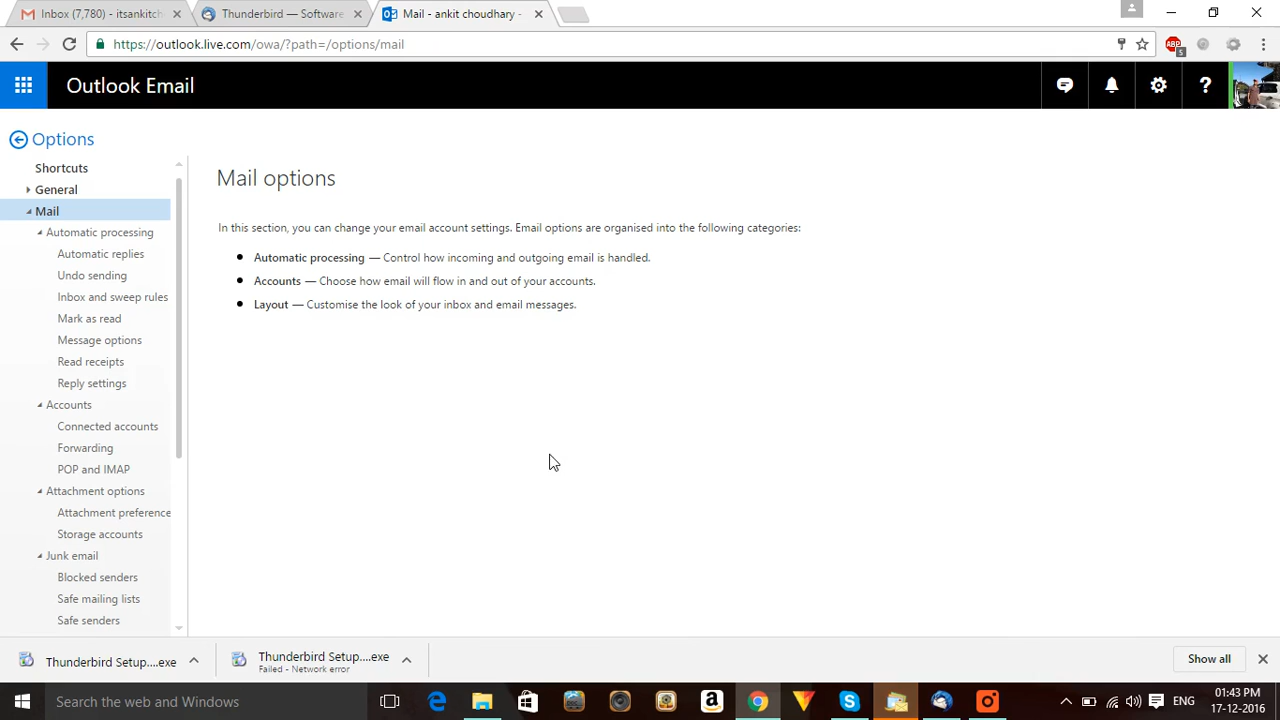 Inbox (7,780) - itsankitch
Thunderbird — Software
Mail - ankit choudhary -
https://outlook.live.com/owa/?path=/options/mail
ABP
5
Outlook Email
Options
Shortcuts
General
Mail
Automatic processing
Automatic replies
Undo sending
Inbox and sweep rules
Mark as read
Message options
Read receipts
Reply settings
Accounts
Connected accounts
Forwarding
POP and IMAP
Attachment options
Attachment preference
Storage accounts
Junk email
Blocked senders
Safe mailing lists
Safe senders
Mail options
In this section, you can change your email account settings. Email options are organised into the following categories:
Automatic processing — Control how incoming and outgoing email is handled.
Accounts — Choose how email will flow in and out of your accounts.
Layout — Customise the look of your inbox and email messages.
Thunderbird Setup....exe
Thunderbird Setup....exe
Failed - Network error
Show all
Search the web and Windows
ENG
01:43 PM
17-12-2016